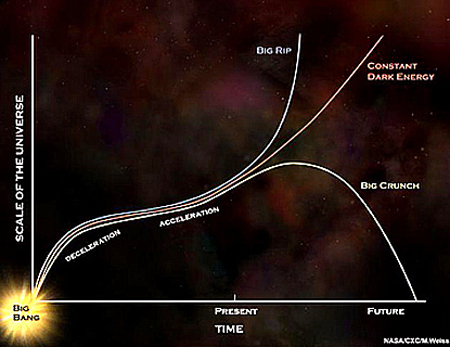 BIG RIP
CONSTANT
DARK ENERGY
SCALE OF THE UNIVERSE
BIG CRUNCH
ACCELERATION
DECELERATION
BIG
BANG
PRESENT
FUTURE
TIME
NASA/CXC/M.Weiss